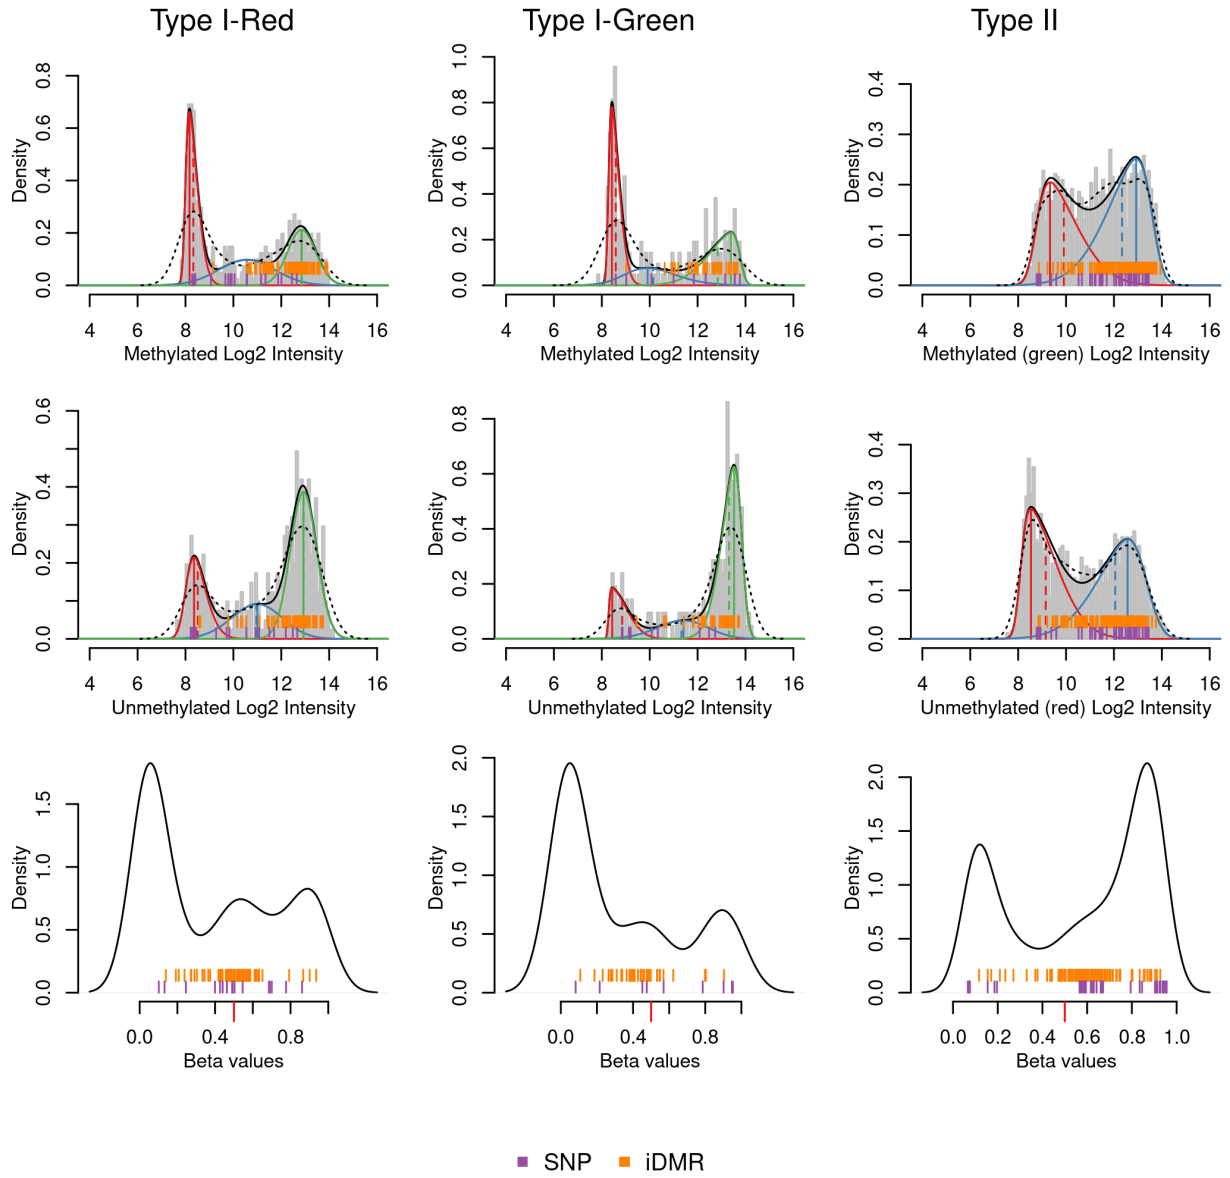 Type I-Red
Type I-Green
Type II
Density
0.0 0.2 0.4 0.6 0.8
4 6 8 10 12 14 16
Methylated Log2 Intensity
Density
0.0 0.2 0.4 0.6 0.8 1.0
4 6 8 10 12 14 16
Methylated Log2 Intensity
Density
0.0 0.1 0.2 0.3 0.4
4 6 8 10 12 14 16
Methylated (green) Log2 Intensity
Density
0.0 0.2 0.4 0.6
4 6 8 10 12 14 16
Unmethylated Log2 Intensity
Density
0.0 0.2 0.4 0.6 0.8
4 6 8 10 12 14 16
Unmethylated Log2 Intensity
Density
0.0 0.1 0.2 0.3 0.4
4 6 8 10 12 14 16
Unmethylated (red) Log2 Intensity
Density
0.0 0.5 1.0 1.5
0.0 0.4 0.8
Beta values
Density
0.0 0.5 1.0 1.5 2.0
0.0 0.4 0.8
Beta values
Density
0.0 0.5 1.0 1.5 2.0
0.0 0.2 0.4 0.6 0.8 1.0
Beta values
SNP iDMR